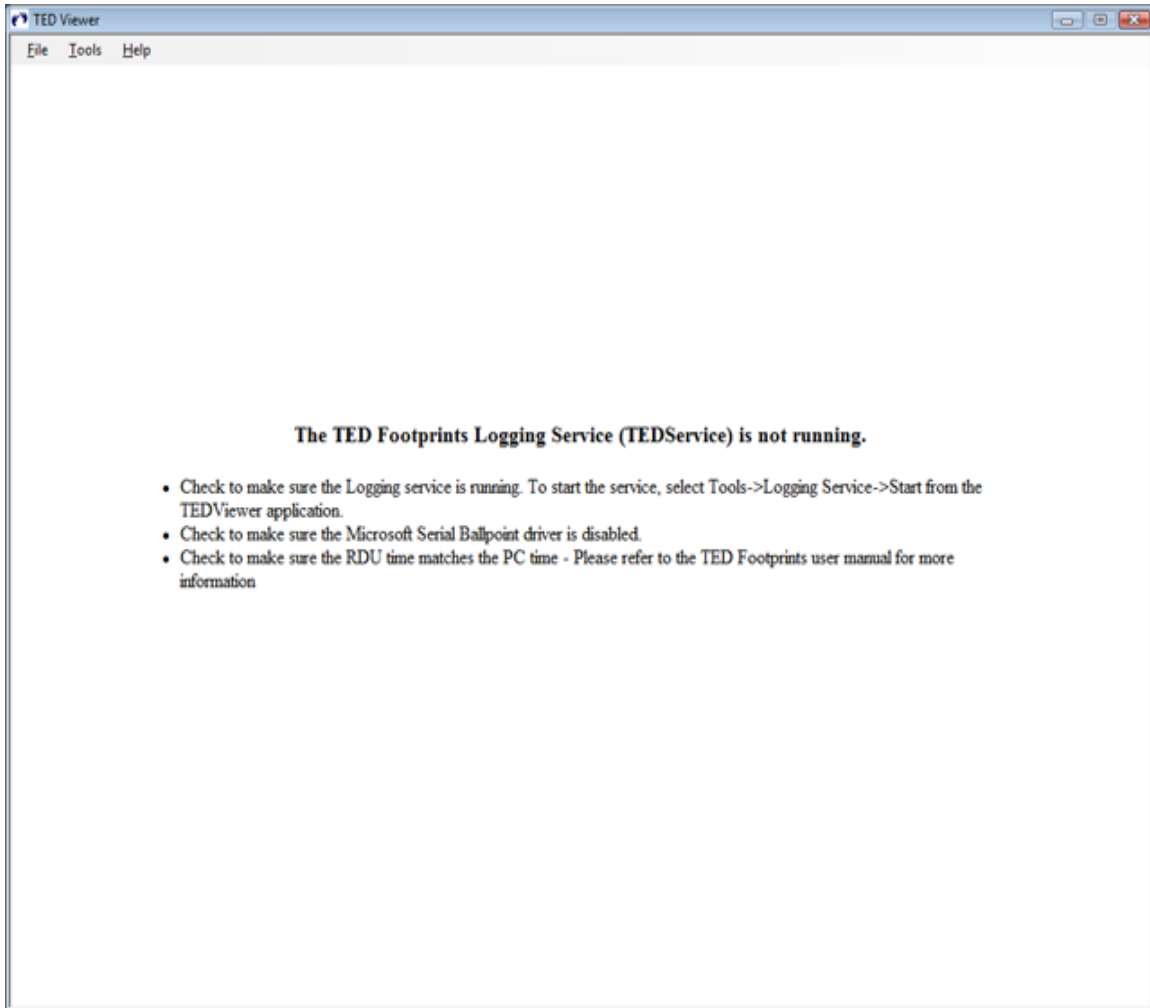 TED Viewer
File Tools Help
The TED Footprints Logging Service (TEDService) is not running.
• Check to make sure the Logging service is running. To start the service, select Tools->Logging Service->Start from the
TEDViewer application.
• Check to make sure the Microsoft Serial Ballpoint driver is disabled.
• Check to make sure the RDU time matches the PC time - Please refer to the TED Footprints user manual for more
information